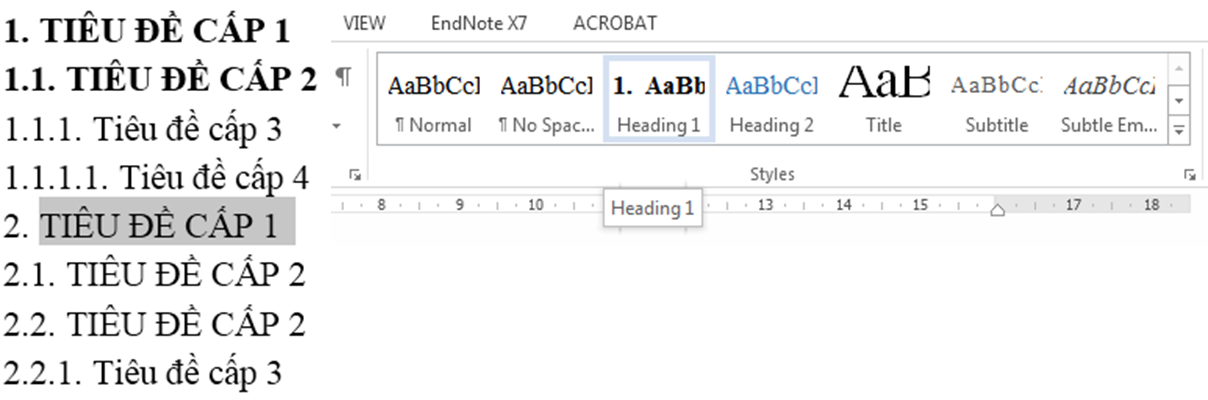 1. TIÊU ĐỀ CẤP 1
1.1. TIÊU ĐỀ CẤP 2
1.1.1. Tiêu đề cấp 3
1.1.1.1. Tiêu đề cấp 4
2. TIÊU ĐỀ CẤP 1
2.1. TIÊU ĐỀ CẤP 2
2.2. TIÊU ĐỀ CẤP 2
2.2.1. Tiêu đề cấp 3
VIEW EndNote X7 ACROBAT
¶ AaBbCcI AaBbCcI 1. AaBb AaBbCcI AaB AaBbCc. AaBbCcI
¶ Normal ¶ No Spac... Heading 1 Heading 2 Title Subtitle Subtle Em...
Styles
8 9 10 13 14 15 17 18
Heading 1